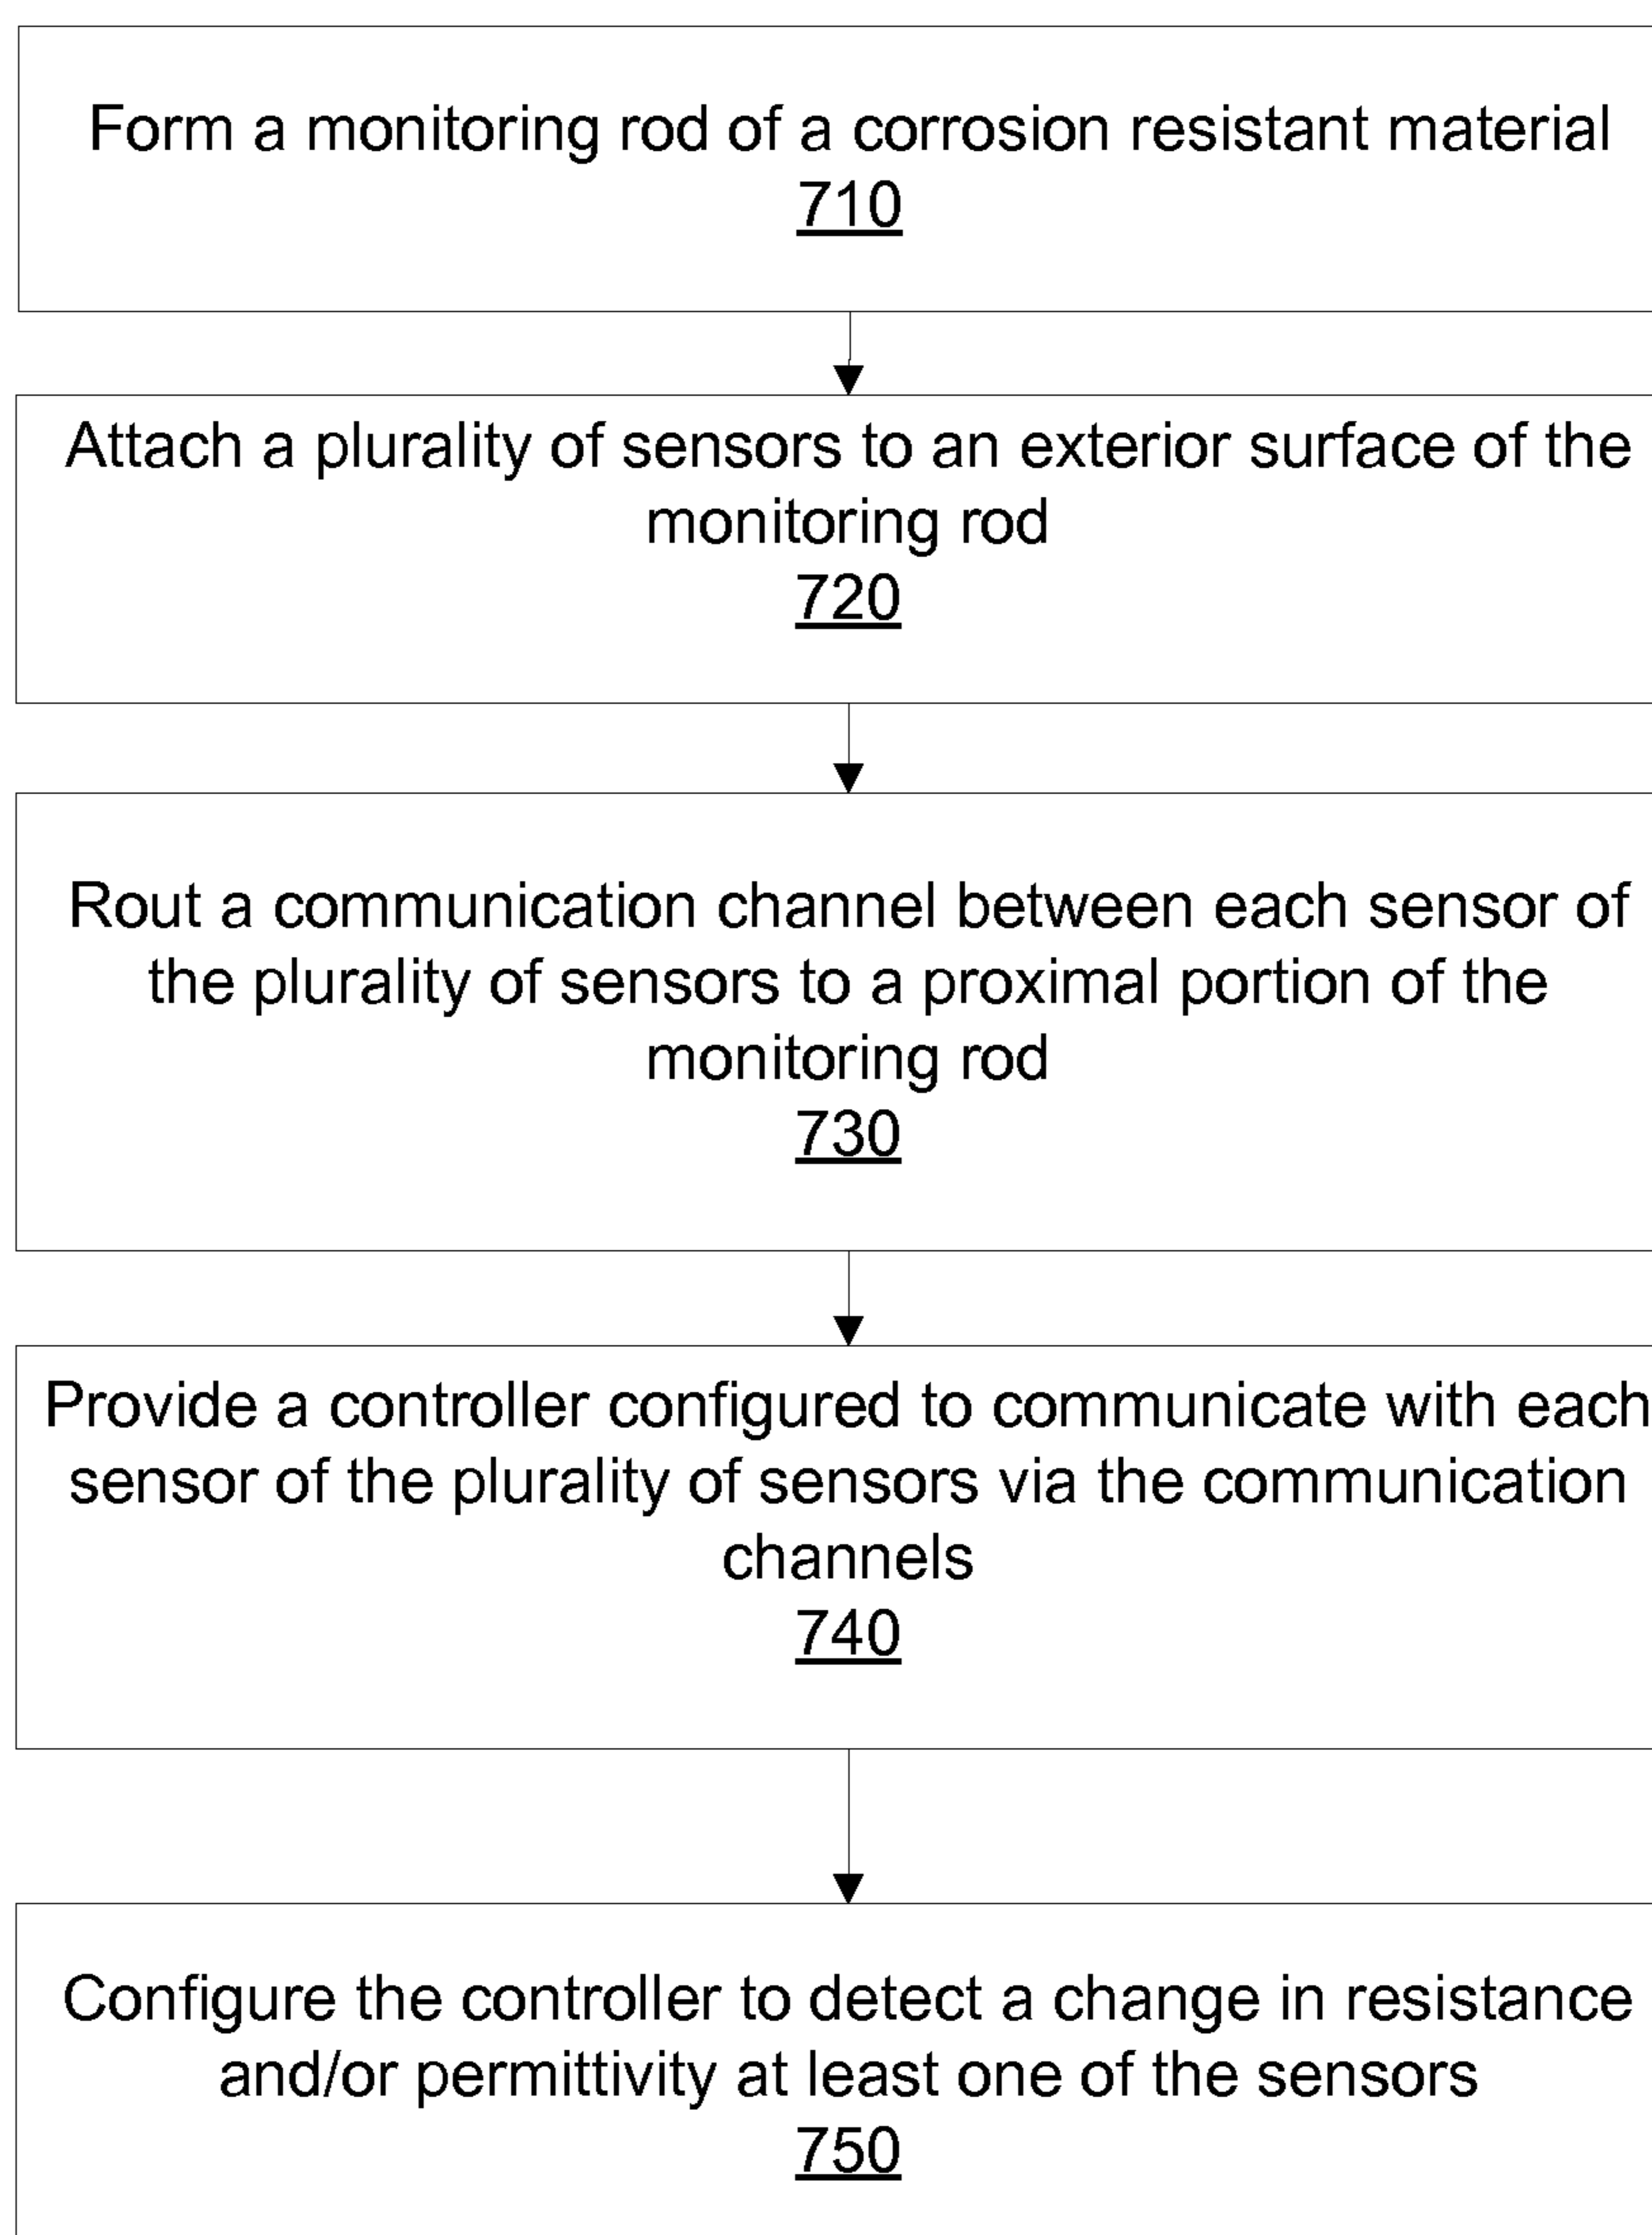 Form a monitoring rod of a corrosion resistant material
710
Attach a plurality of sensors to an exterior surface of the
monitoring rod
720
Rout a communication channel between each sensor of
the plurality of sensors to a proximal portion of the
monitoring rod
730
Provide a controller configured to communicate with each
sensor of the plurality of sensors via the communication
channels
740
Configure the controller to detect a change in resistance
and/or permittivity at least one of the sensors
750